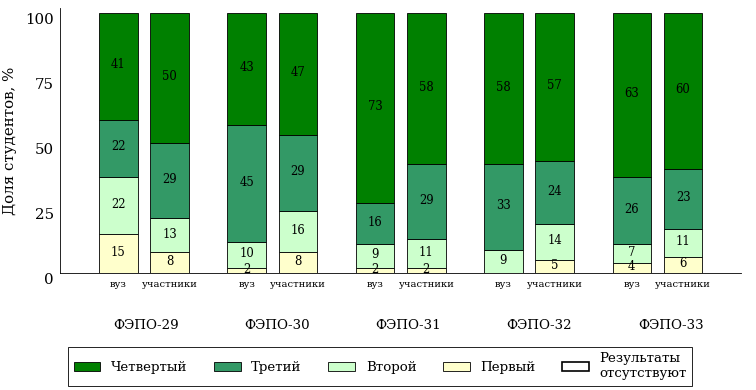 Доля студентов, %
100
75
50
25
0
41 50 43 47 73 58 58 57 63 60
22 29 45 29 16 29 33 24 26 23
22 13 10 16 9 11 9 14 7 11
15 8 2 8 2 2 5 4 6
вуз участники вуз участники вуз участники вуз участники вуз участники
ФЭПО-29 ФЭПО-30 ФЭПО-31 ФЭПО-32 ФЭПО-33
Четвертый Третий Второй Первый Результаты
отсутствуют